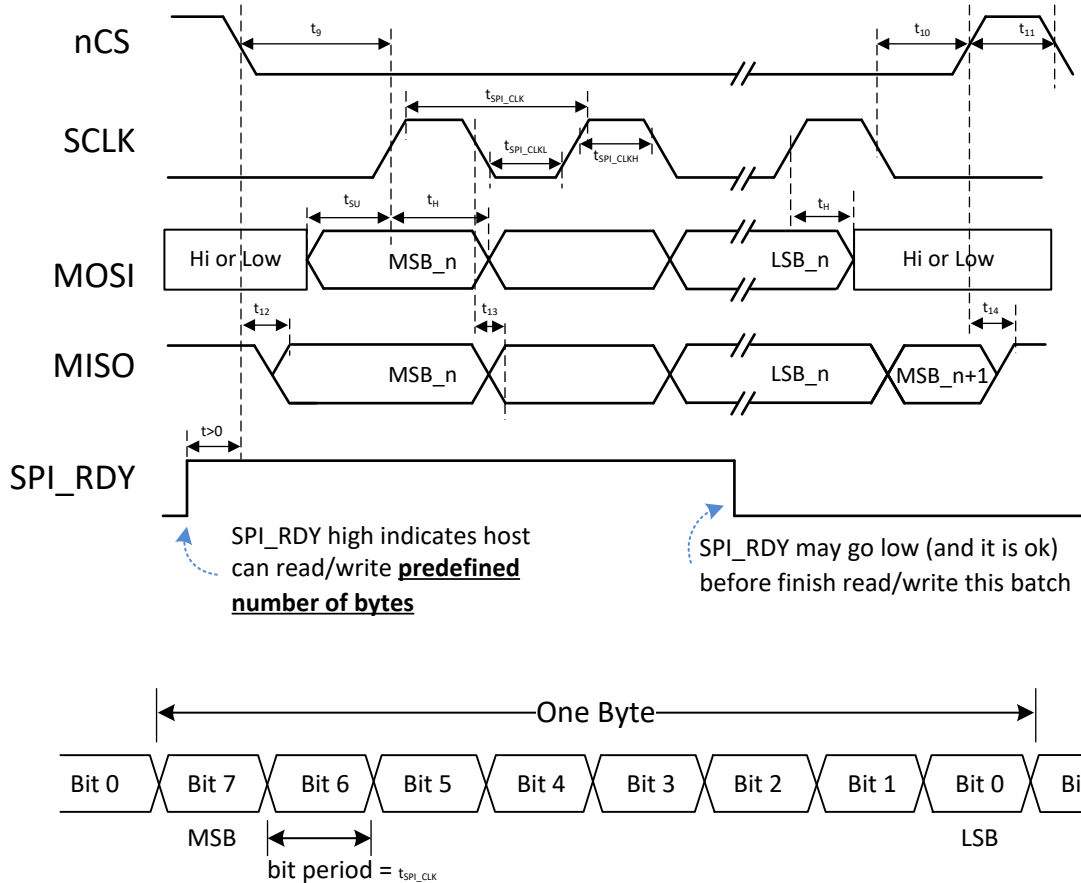 nCS
t9
t10
t11
tSPI_CLK
SCLK
tSPI_CLKL
tSPI_CLKH
tSU
tH
tH
MOSI
Hi or Low
MSB_n
LSB_n
Hi or Low
t12
t13
t14
MISO
MSB_n
LSB_n
MSB_n+1
t>0
SPI_RDY
SPI_RDY high indicates host
can read/write predefined
number of bytes
SPI_RDY may go low (and it is ok)
before finish read/write this batch
One Byte
Bit 0
Bit 7
Bit 6
Bit 5
Bit 4
Bit 3
Bit 2
Bit 1
Bit 0
Bi
MSB
LSB
bit period = tSPI_CLK